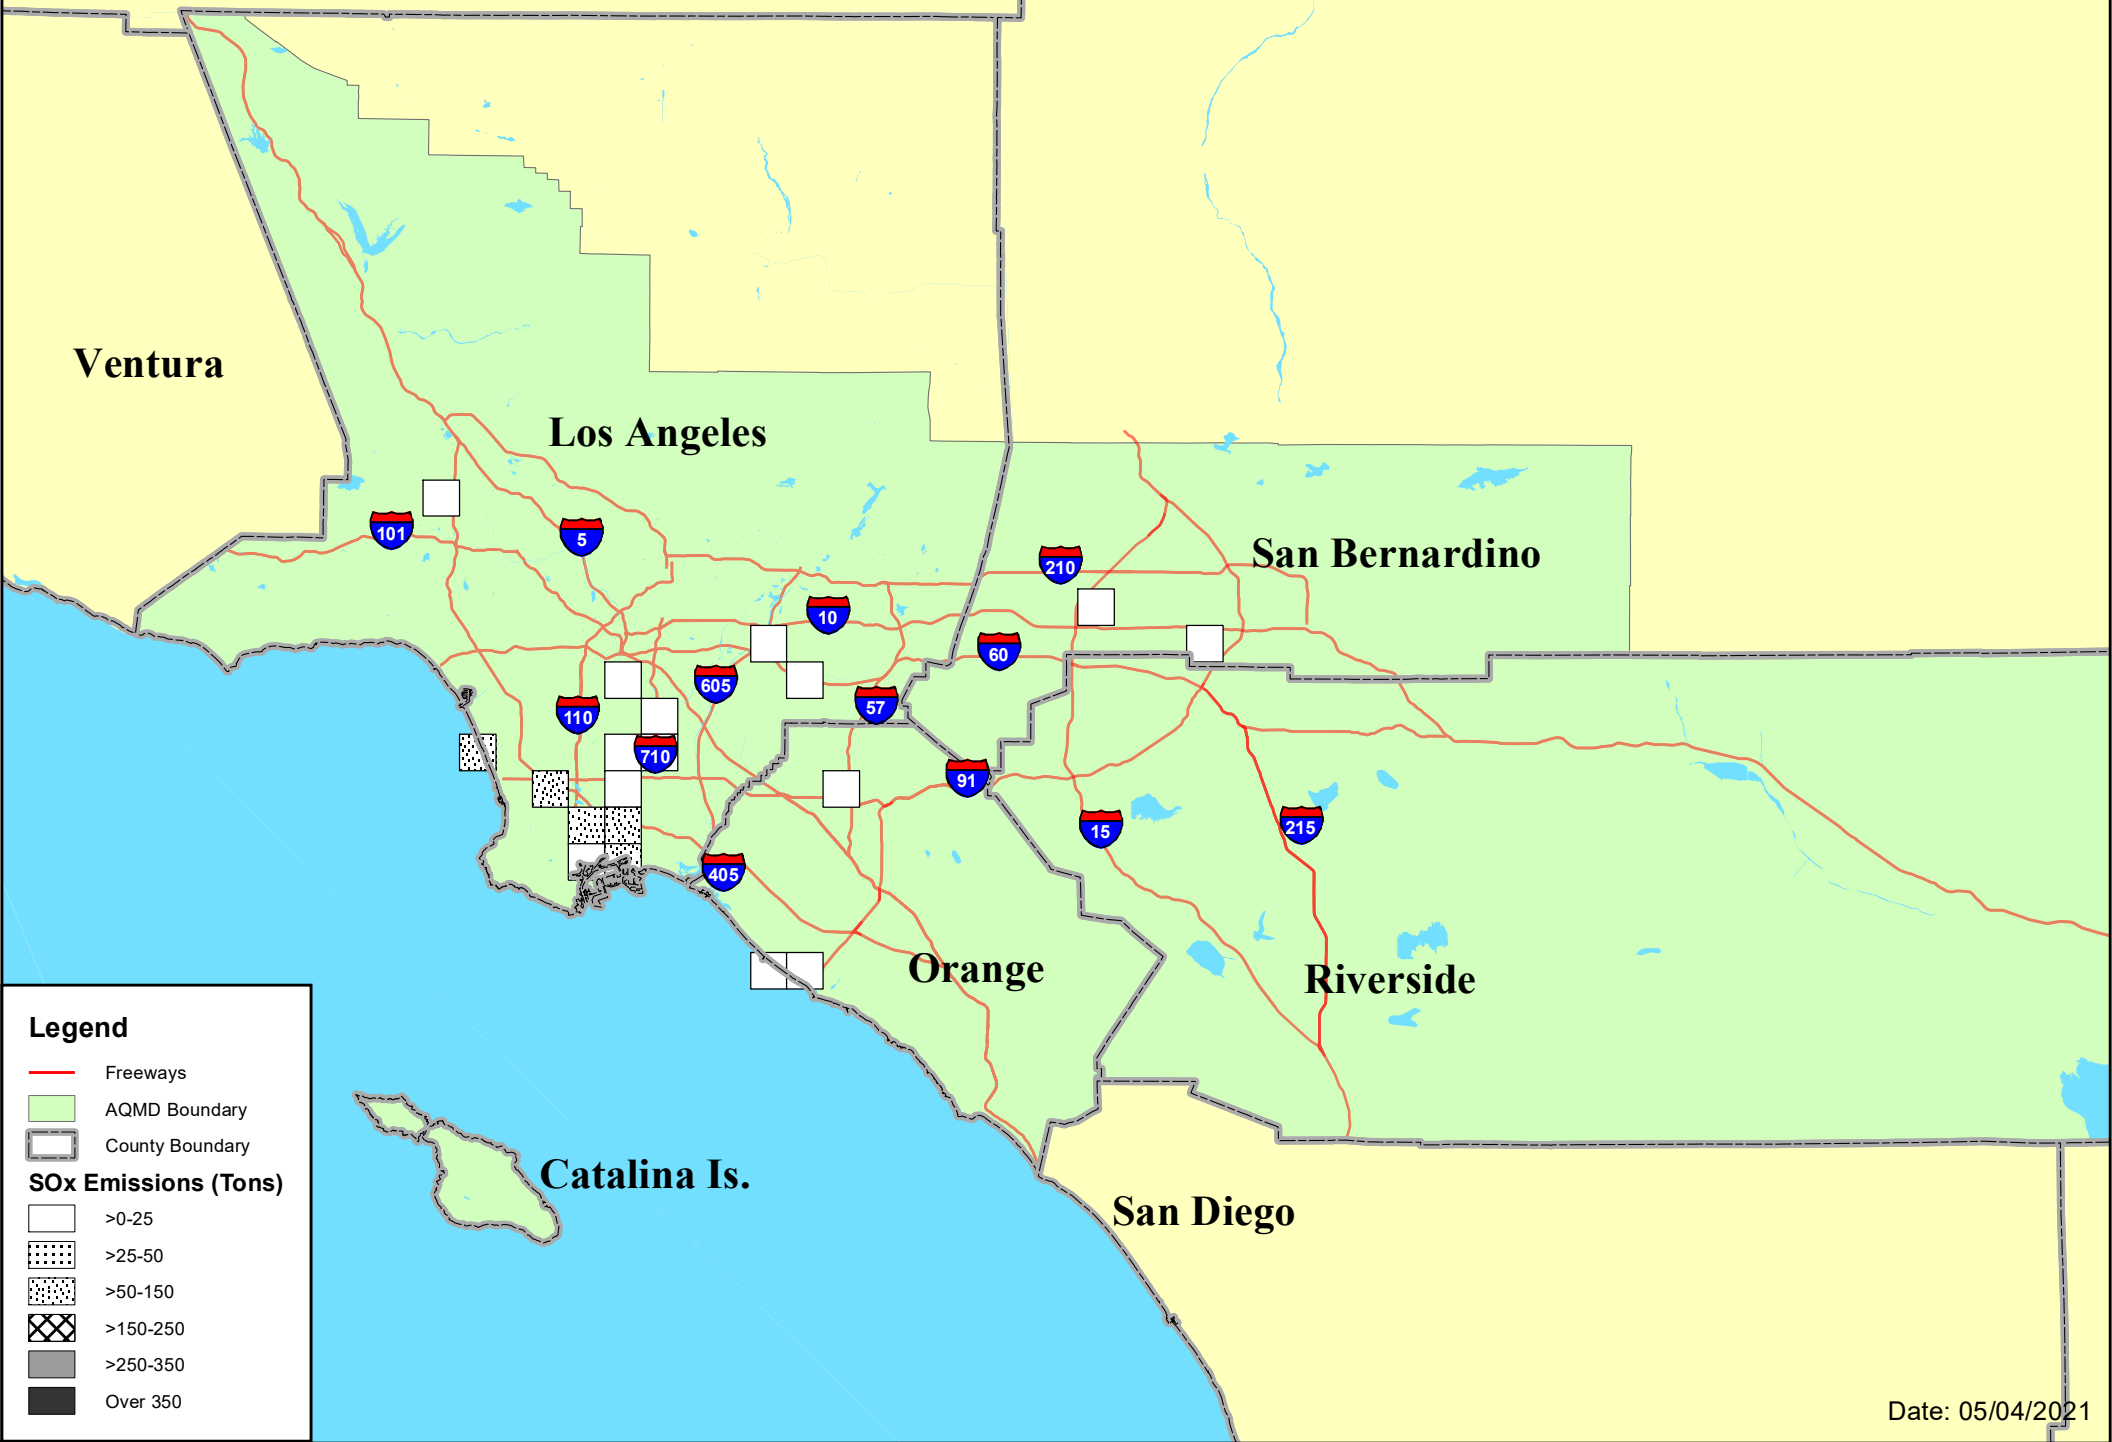 Ventura
Los Angeles
101
5
210
San Bernardino
10
60
605
57
110
710
91
15
215
405
Orange
Riverside
Legend
Freeways
AQMD Boundary
County Boundary
SOx Emissions (Tons)
>0-25
>25-50
>50-150
>150-250
>250-350
Over 350
Catalina Is.
San Diego
Date: 05/04/2021